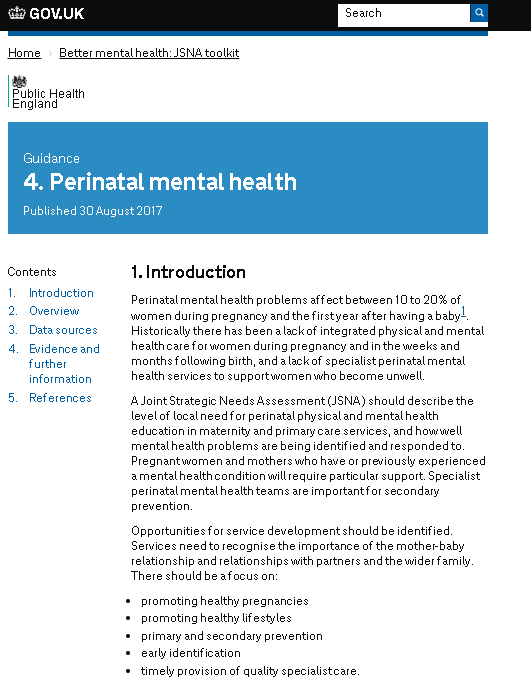 GOV.UK
Search
Home > Better mental health: JSNA toolkit
Public Health
England
Guidance
4. Perinatal mental health
Published 30 August 2017
Contents
1. Introduction
2. Overview
3. Data sources
4. Evidence and
further
information
5. References
1. Introduction
Perinatal mental health problems affect between 10 to 20% of
women during pregnancy and the first year after having a baby1.
Historically there has been a lack of integrated physical and mental
health care for women during pregnancy and in the weeks and
months following birth, and a lack of specialist perinatal mental
health services to support women who become unwell.
A Joint Strategic Needs Assessment (JSNA) should describe the
level of local need for perinatal physical and mental health
education in maternity and primary care services, and how well
mental health problems are being identified and responded to.
Pregnant women and mothers who have or previously experienced
a mental health condition will require particular support. Specialist
perinatal mental health teams are important for secondary
prevention.
Opportunities for service development should be identified.
Services need to recognise the importance of the mother-baby
relationship and relationships with partners and the wider family.
There should be a focus on:
• promoting healthy pregnancies
• promoting healthy lifestyles
• primary and secondary prevention
• early identification
• timely provision of quality specialist care.